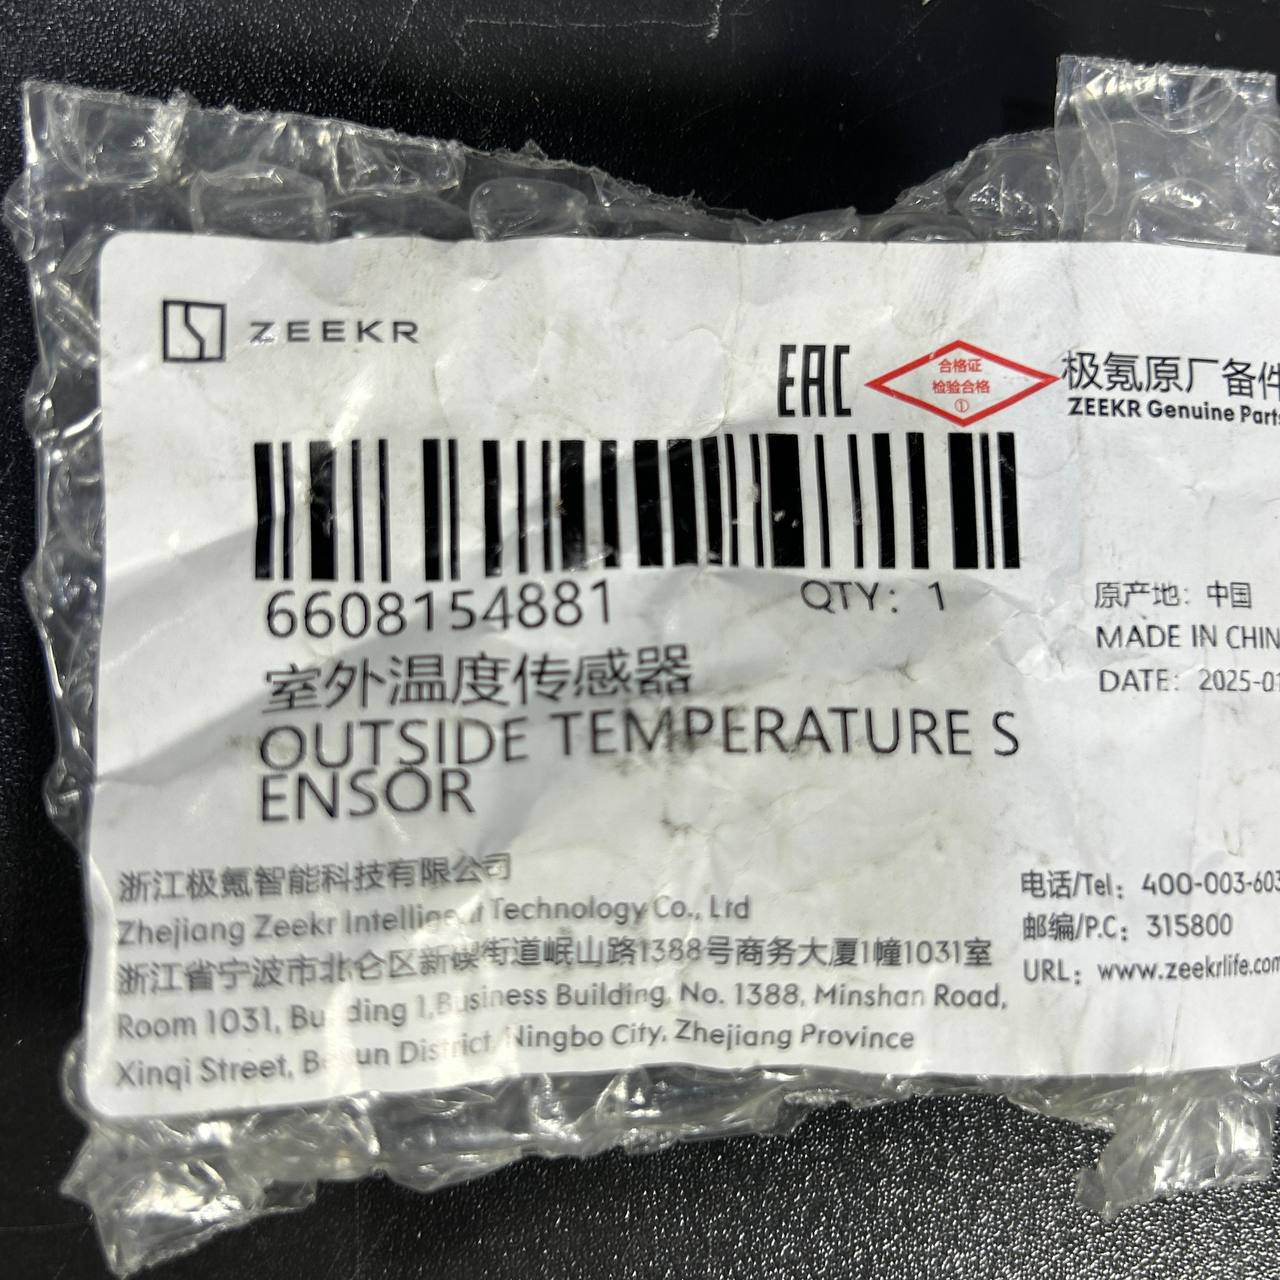 ZEEKR
EAC
合格证
检验合格
①
极氪原厂备件
ZEEKR Genuine Parts
6608154881
QTY: 1
原产地: 中国
MADE IN CHIN
DATE: 2025-01
室外温度传感器
OUTSIDE TEMPERATURE S
ENSOR
浙江极氪智能科技有限公司
Zhejiang Zeekr Intelligent Technology Co., Ltd
浙江省宁波市北仑区新碶街道岷山路1388号商务大厦1幢1031室
Room 1031, Building 1,Business Building, No. 1388, Minshan Road,
Xinqi Street, District, Ningbo City, Zhejiang Province
电话/Tel: 400-003-603
邮编/P.C: 315800
URL: www.zeekrlife.com